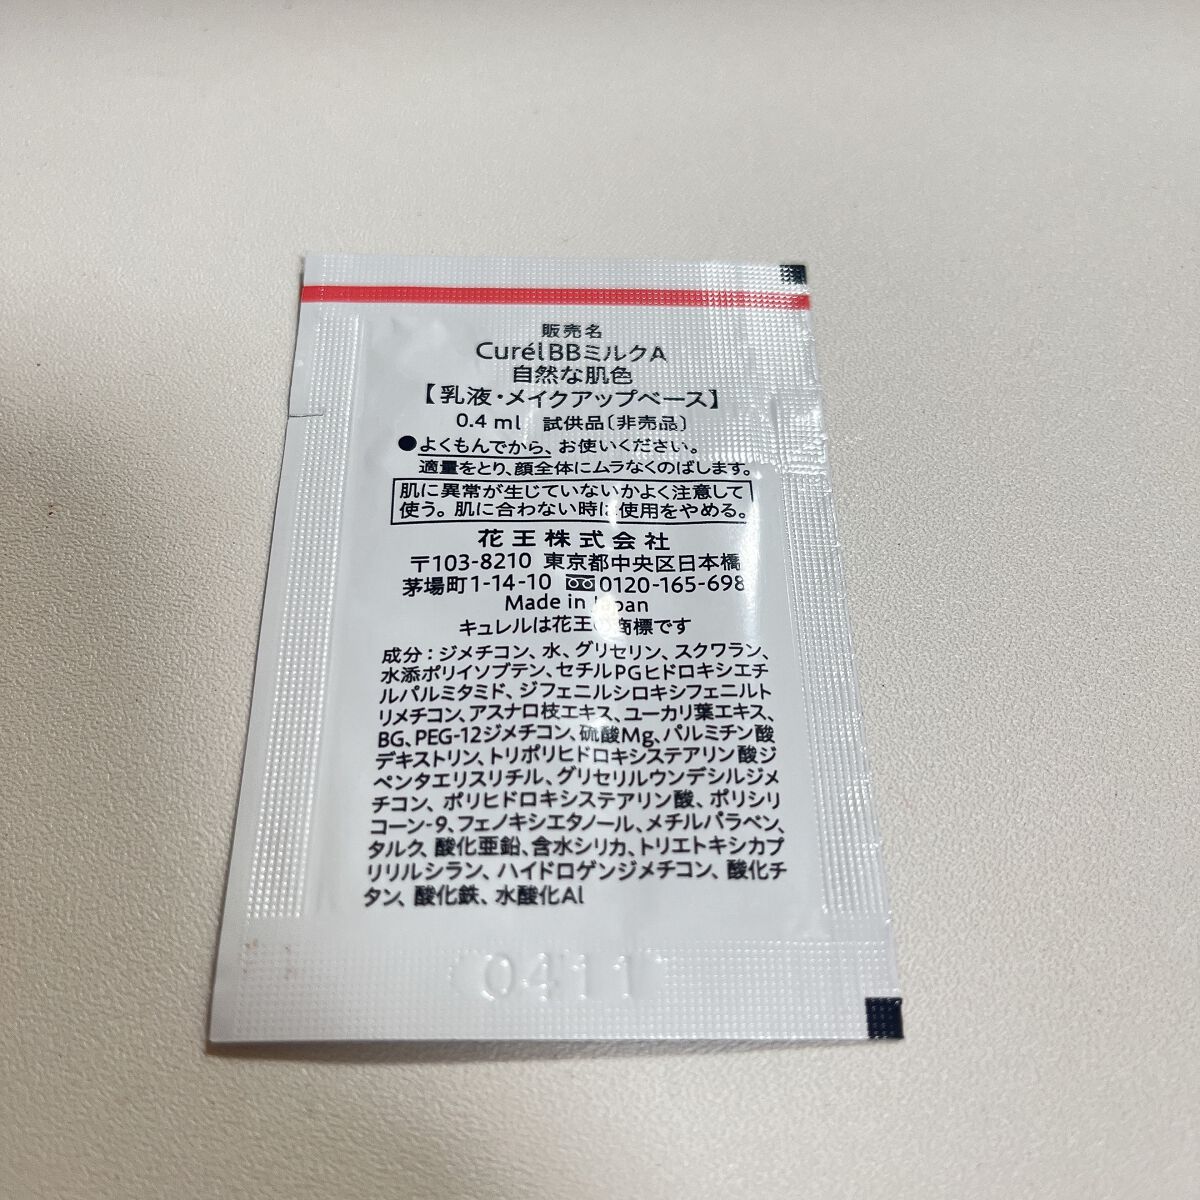 販売名
CurélBBミルクA
自然な肌色
【乳液・メイクアップベース】
0.4 ml 試供品〔非売品〕
●よくもんでから、お使いください。
適量をとり、顔全体にムラなくのばします。
肌に異常が生じていないかよく注意して
使う。肌に合わない時は使用をやめる。
花王株式会社
〒103-8210 東京都中央区日本橋
茅場町1-14-10 0120-165-698
Made in Japan
キュレルは花王の商標です
成分：ジメチコン、水、グリセリン、スクワラン、
水添ポリイソブテン、セチルPGヒドロキシエチ
ルパルミタミド、ジフェニルシロキシフェニルト
リメチコン、アスナロ枝エキス、ユーカリ葉エキス、
BG、PEG-12ジメチコン、硫酸Mg、パルミチン酸
デキストリン、トリポリヒドロキシステアリン酸ジ
ペンタエリスリチル、グリセリルウンデシルジメ
チコン、ポリヒドロキシステアリン酸、ポリシリ
コーン-9、フェノキシエタノール、メチルパラベン、
タルク、酸化亜鉛、含水シリカ、トリエトキシカプ
リリルシラン、ハイドロゲンジメチコン、酸化チ
タン、酸化鉄、水酸化Al
0411